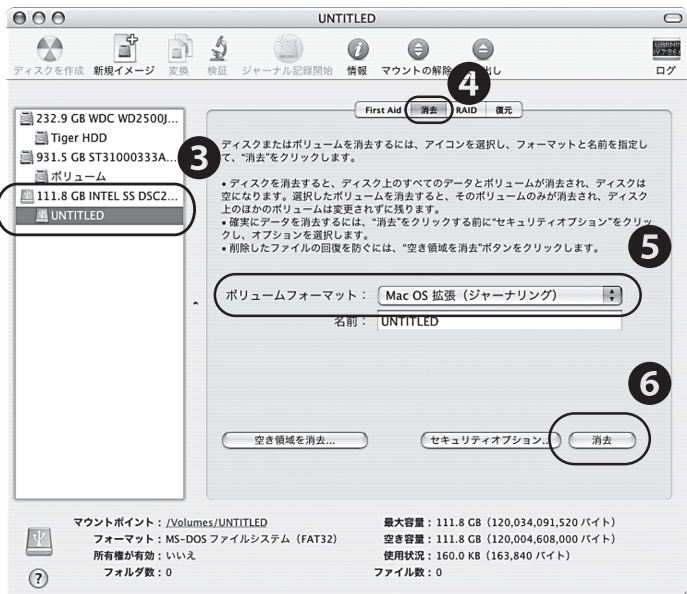 UNTITLED
ディスクを作成 新規イメージ 変換 検証 ジャーナル記録開始 情報 マウントの解除 出し ログ
4
First Aid 消去 RAID 復元
232.9 GB WDC WD2500J...
Tiger HDD
931.5 GB ST31000333A...
ボリューム
3
111.8 GB INTEL SS DSC2...
UNTITLED
ディスクまたはボリュームを消去するには、アイコンを選択し、フォーマットと名前を指定し
て、“消去”をクリックします。
• ディスクを消去すると、ディスク上のすべてのデータとボリュームが消去され、ディスクは
空になります。選択したボリュームを消去すると、そのボリュームのみが消去され、ディスク
上のほかのボリュームは変更されずに残ります。
• 確実にデータを消去するには、“消去”をクリックする前に“セキュリティオプション”をクリッ
クし、オプションを選択します。
• 削除したファイルの回復を防ぐには、“空き領域を消去”ボタンをクリックします。
5
ボリュームフォーマット： Mac OS 拡張（ジャーナリング）
名前： UNTITLED
6
空き領域を消去... セキュリティオプション... 消去
マウントポイント：/Volumes/UNTITLED
フォーマット：MS-DOS ファイルシステム（FAT32）
所有権が有効：いいえ
フォルダ数：0
最大容量：111.8 GB（120,034,091,520 バイト）
空き容量：111.8 GB（120,004,608,000 バイト）
使用状況：160.0 KB（163,840 バイト）
ファイル数：0
?